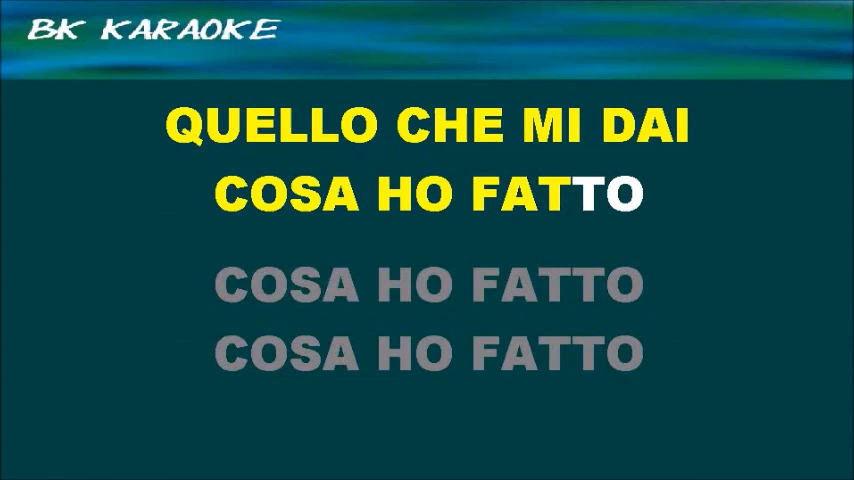 BK KARAOKE
QUELLO CHE MI DAI
COSA HO FATTO
COSA HO FATTO
COSA HO FATTO